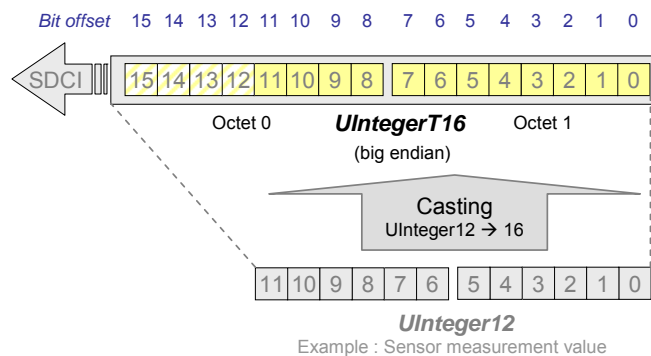 Bit offset 15 14 13 12 11 10 9 8 7 6 5 4 3 2 1 0
SDCI 15 14 13 12 11 10 9 8 7 6 5 4 3 2 1 0
Octet 0 UIntegerT16 Octet 1
(big endian)
Casting
UInteger12 → 16
11 10 9 8 7 6 5 4 3 2 1 0
UInteger12
Example : Sensor measurement value